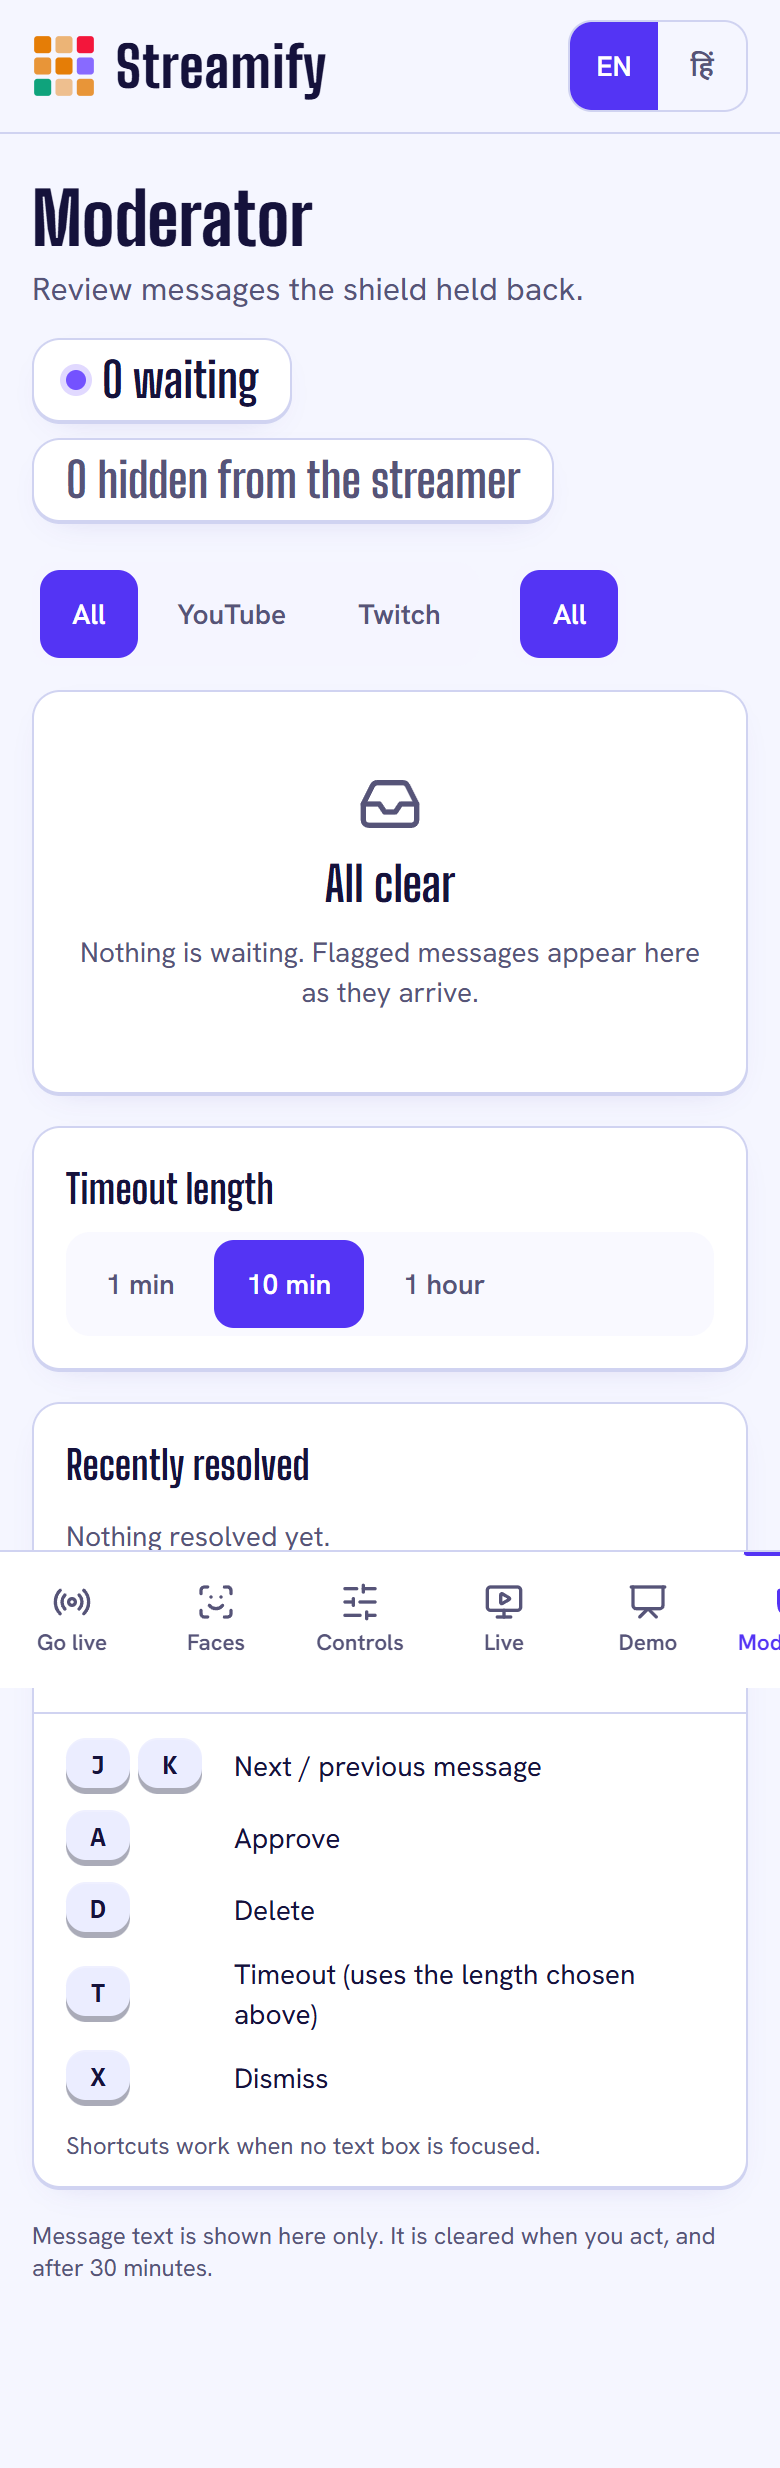 Streamify
EN
हिं
Moderator
Review messages the shield held back.
0 waiting
0 hidden from the streamer
All
YouTube
Twitch
All
All clear
Nothing is waiting. Flagged messages appear here
as they arrive.
Timeout length
1 min
10 min
1 hour
Recently resolved
Nothing resolved yet.
Go live
Faces
Controls
Live
Demo
J
K
Next / previous message
A
Approve
D
Delete
T
Timeout (uses the length chosen
above)
X
Dismiss
Shortcuts work when no text box is focused.
Message text is shown here only. It is cleared when you act, and
after 30 minutes.